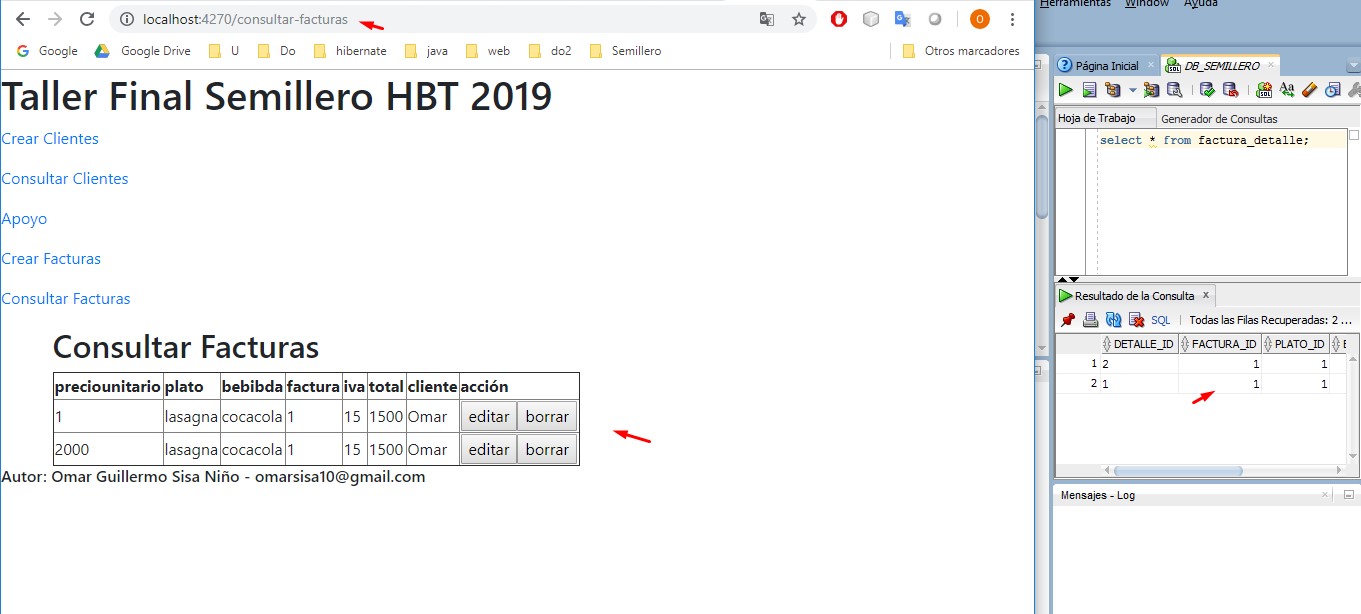 localhost:4270/consultar-facturas
O
Google
Google Drive
U
Do
hibernate
java
web
do2
Semillero
Otros marcadores
Taller Final Semillero HBT 2019
Crear Clientes
Consultar Clientes
Apoyo
Crear Facturas
Consultar Facturas
Consultar Facturas
preciounitario plato bebibda factura iva total cliente acción
1 lasagna cocacola 1 15 1500 Omar editar borrar
2000 lasagna cocacola 1 15 1500 Omar editar borrar
Autor: Omar Guillermo Sisa Niño - omarsisa10@gmail.com
Herramientas Window Ayuda
Página Inicial
DB_SEMILLERO
Hoja de Trabajo
Generador de Consultas
select * from factura_detalle;
Resultado de la Consulta x
SQL | Todas las Filas Recuperadas: 2 ...
DETALLE_ID FACTURA_ID PLATO_ID
1 2 1 1
2 1 1 1
Mensajes - Log